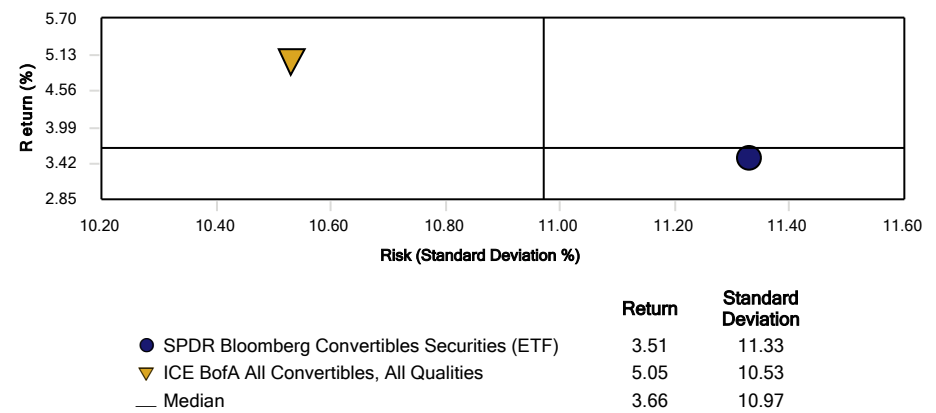 5.70
5.13
4.56
3.99
3.42
2.85
Return (%)
10.20 10.40 10.60 10.80 11.00 11.20 11.40 11.60
Risk (Standard Deviation %)
Return Standard Deviation
SPDR Bloomberg Convertibles Securities (ETF) 3.51 11.33
ICE BofA All Convertibles, All Qualities 5.05 10.53
Median 3.66 10.97